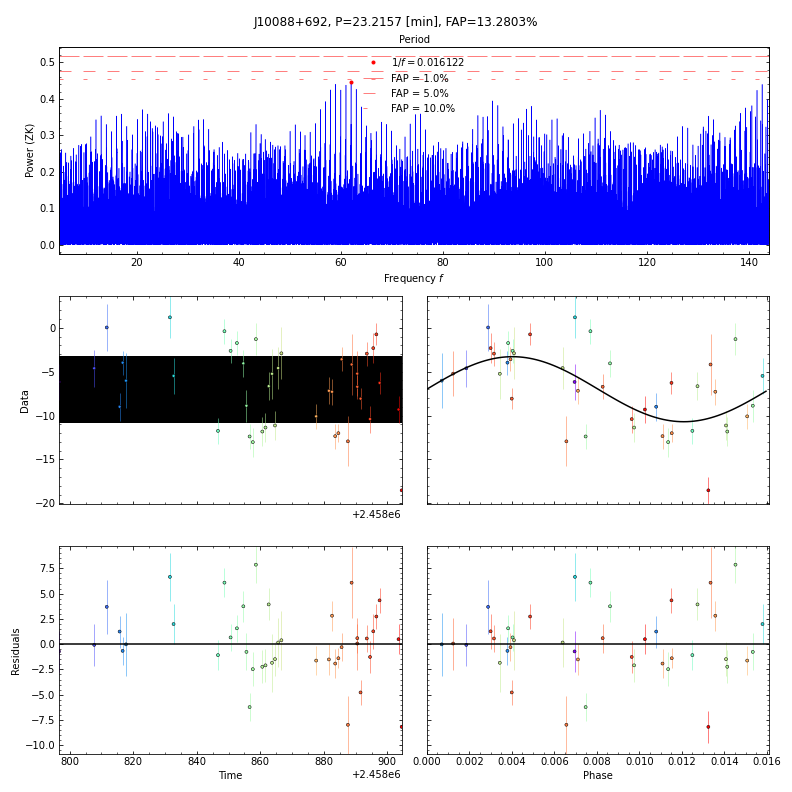 J10088+692, P=23.2157 [min], FAP=13.2803%
Period
1/f = 0.016122
FAP = 1.0%
FAP = 5.0%
FAP = 10.0%
Power (ZK)
0.5
0.4
0.3
0.2
0.1
0.0
20 40 60 80 100 120 140
Frequency f
Data
0
−5
−10
−15
−20
+2.458e6
Residuals
7.5
5.0
2.5
0.0
−2.5
−5.0
−7.5
−10.0
800 820 840 860 880 900
Time
+2.458e6
0.000 0.002 0.004 0.006 0.008 0.010 0.012 0.014 0.016
Phase